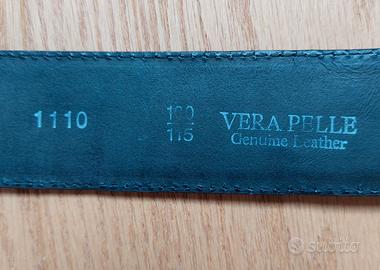 1110
100
115
VERA PELLE
Genuine Leather
subito